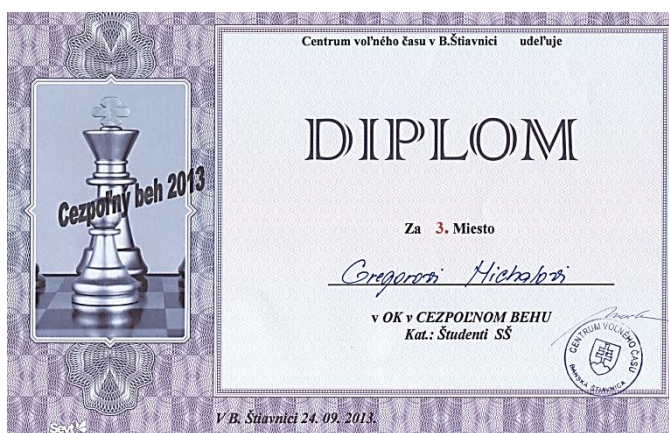 Centrum voľného času v B.Štiavnici udeľuje
DIPLOM
Cezpoľný beh 2013
Za 3. Miesto
Gregorovi Michalovi
v OK v CEZPOĽNOM BEHU
Kat.: Študenti SŠ
CENTRUM VOĽNÉHO ČASU
BANSKÁ ŠTIAVNICA
V B. Štiavnici 24. 09. 2013.
Ševt